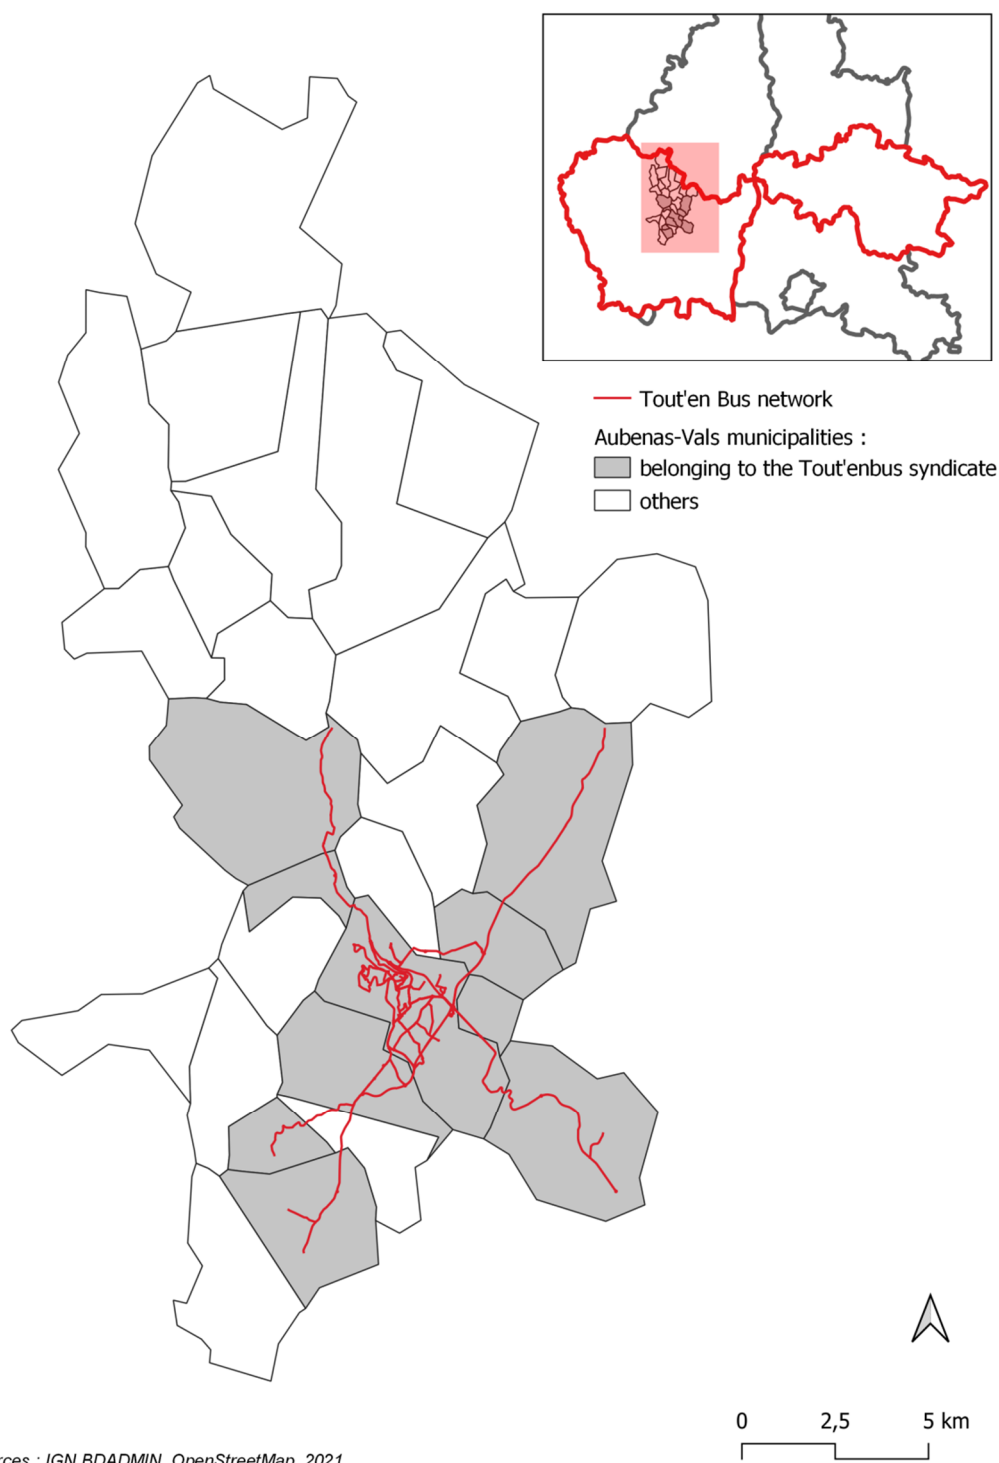 Tout'en Bus network
Aubenas-Vals municipalities :
belonging to the Tout'enbus syndicate
others
0 2,5 5 km
rces : IGN BDADMIN, OpenStreetMap, 2021